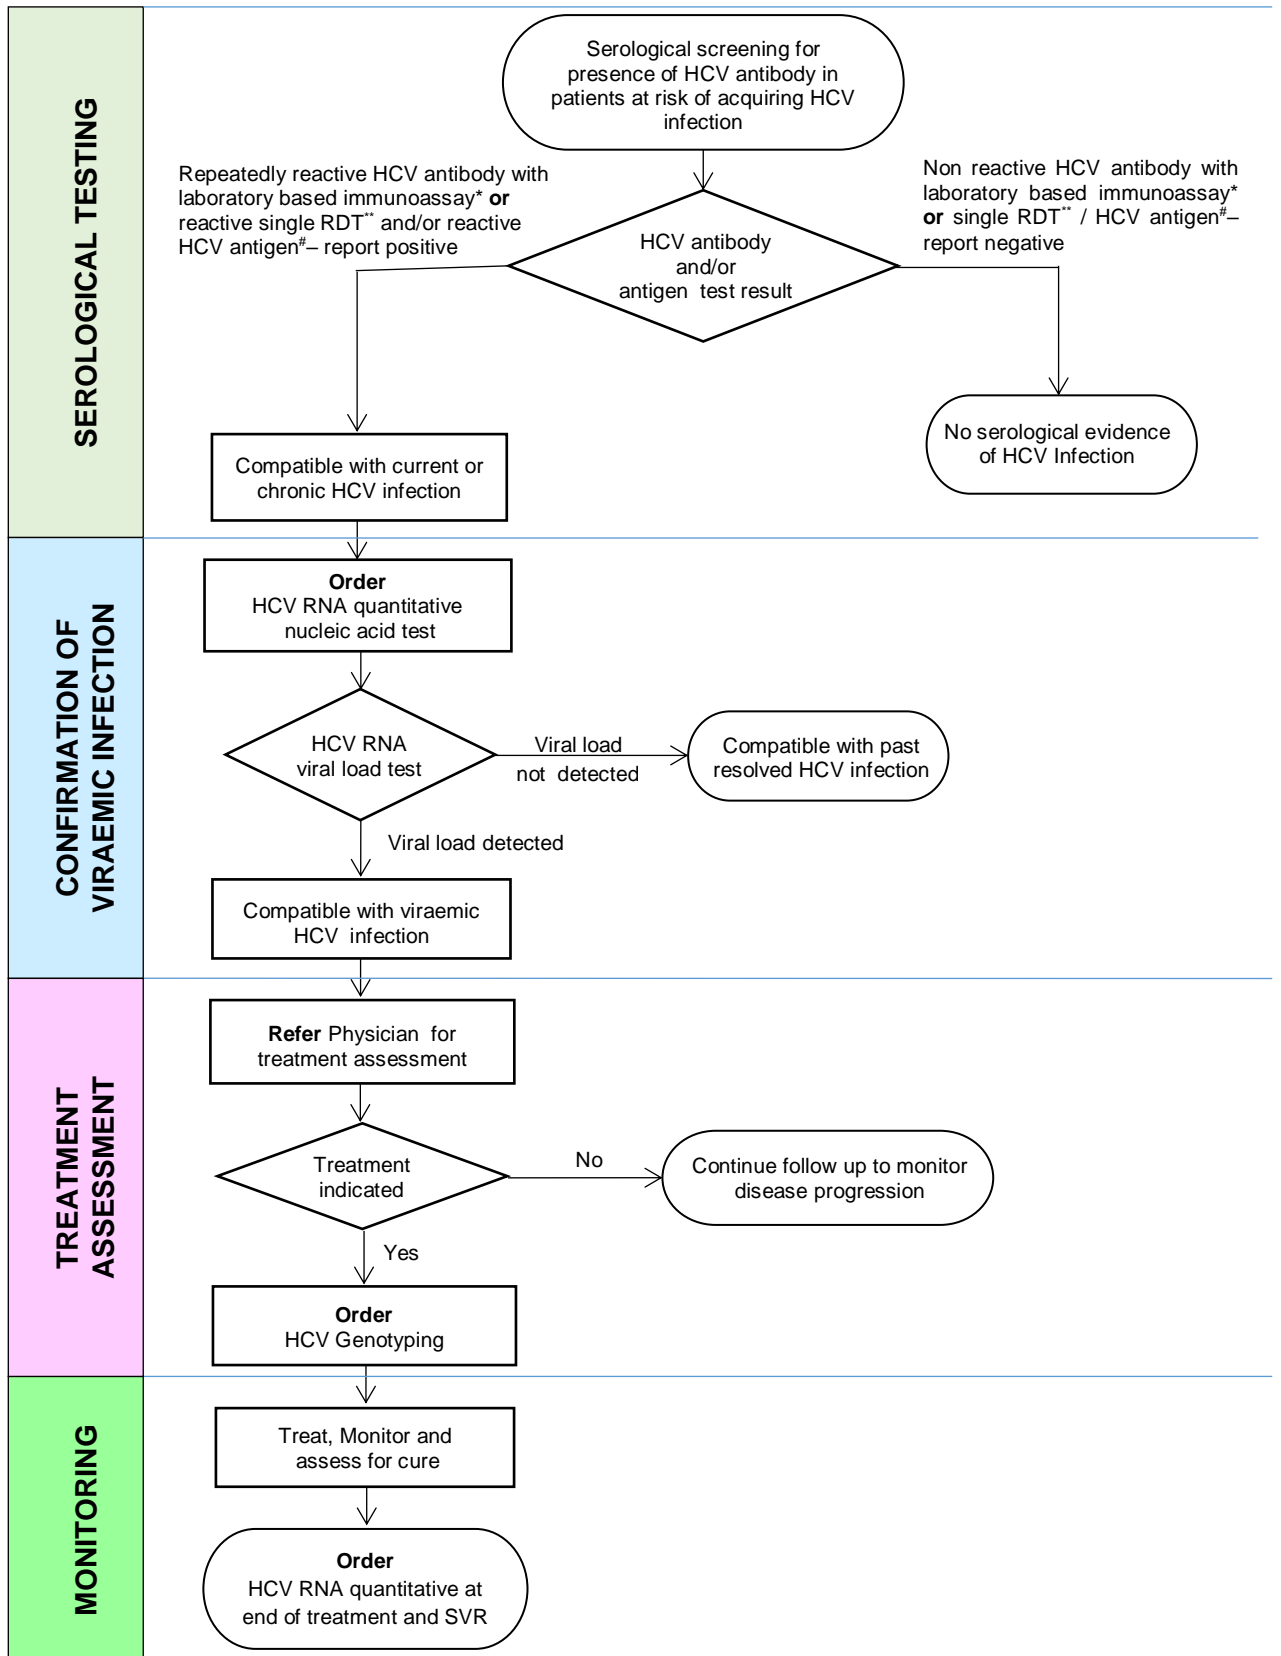 SEROLOGICAL TESTING
Serological screening for
presence of HCV antibody in
patients at risk of acquiring HCV
infection
Repeatedly reactive HCV antibody with
laboratory based immunoassay* or
reactive single RDT** and/or reactive
HCV antigen#– report positive
Non reactive HCV antibody with
laboratory based immunoassay*
or single RDT** / HCV antigen#–
report negative
HCV antibody
and/or
antigen test result
Compatible with current or
chronic HCV infection
No serological evidence
of HCV Infection
CONFIRMATION OF
VIRAEMIC INFECTION
Order
HCV RNA quantitative
nucleic acid test
HCV RNA
viral load test
Viral load
not detected
Compatible with past
resolved HCV infection
Viral load detected
Compatible with viraemic
HCV infection
TREATMENT
ASSESSMENT
Refer Physician for
treatment assessment
Treatment
indicated
No
Continue follow up to monitor
disease progression
Yes
Order
HCV Genotyping
MONITORING
Treat, Monitor and
assess for cure
Order
HCV RNA quantitative at
end of treatment and SVR